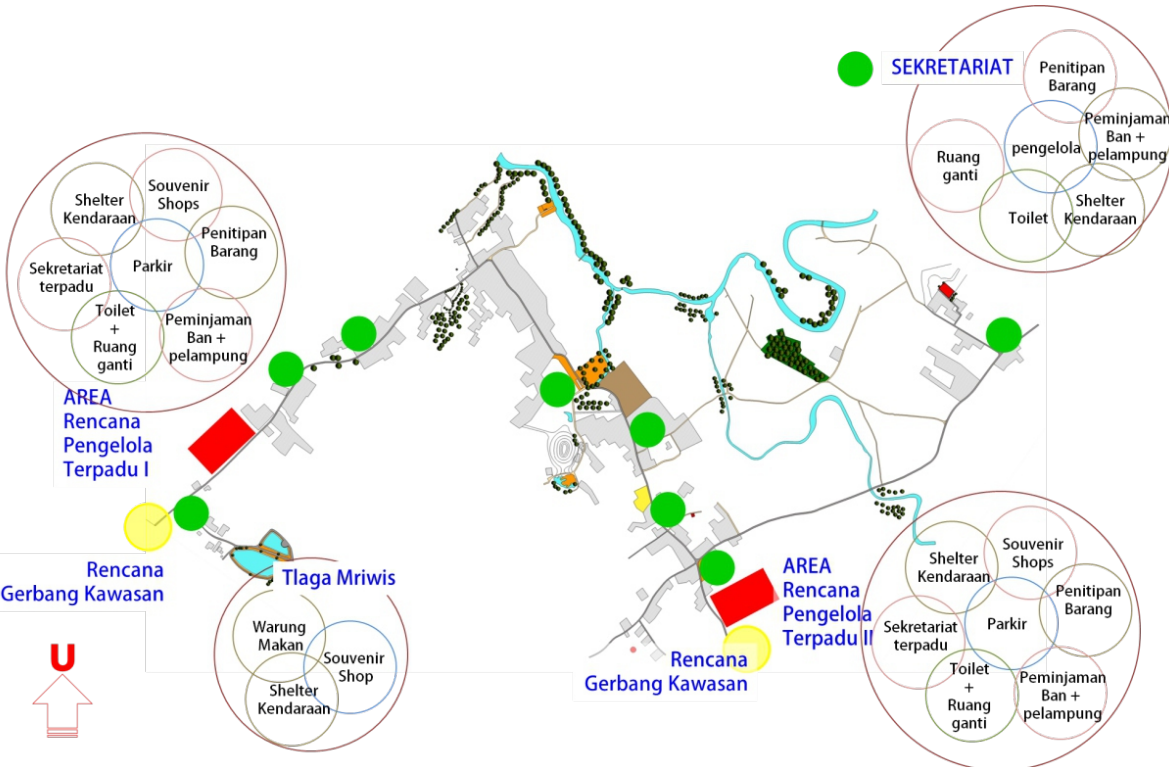 SEKRETARIAT
Penitipan
Barang
Peminjaman
Ban +
pelampung
pengelola
Ruang
ganti
Toilet
Shelter
Kendaraan
Shelter
Kendaraan
Souvenir
Shops
Penitipan
Barang
Sekretariat
terpadu
Parkir
Toilet
+
Ruang
ganti
Peminjaman
Ban +
pelampung
AREA
Rencana
Pengelola
Terpadu I
Rencana
Gerbang Kawasan
Tlaga Mriwis
Warung
Makan
Souvenir
Shop
Shelter
Kendaraan
U
AREA
Rencana
Pengelola
Terpadu II
Rencana
Gerbang Kawasan
Shelter
Kendaraan
Souvenir
Shops
Penitipan
Barang
Sekretariat
terpadu
Parkir
Toilet
+
Ruang
ganti
Peminjaman
Ban +
pelampung